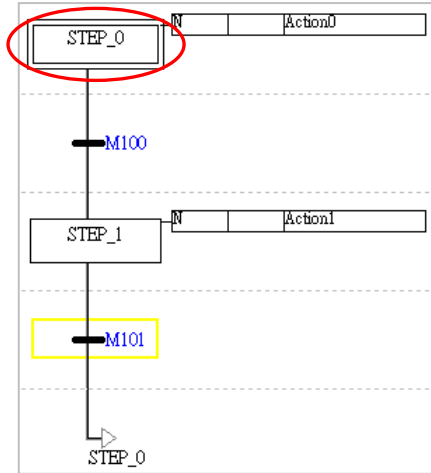 STEP_0 N Action0
M100
STEP_1 N Action1
M101
STEP_0